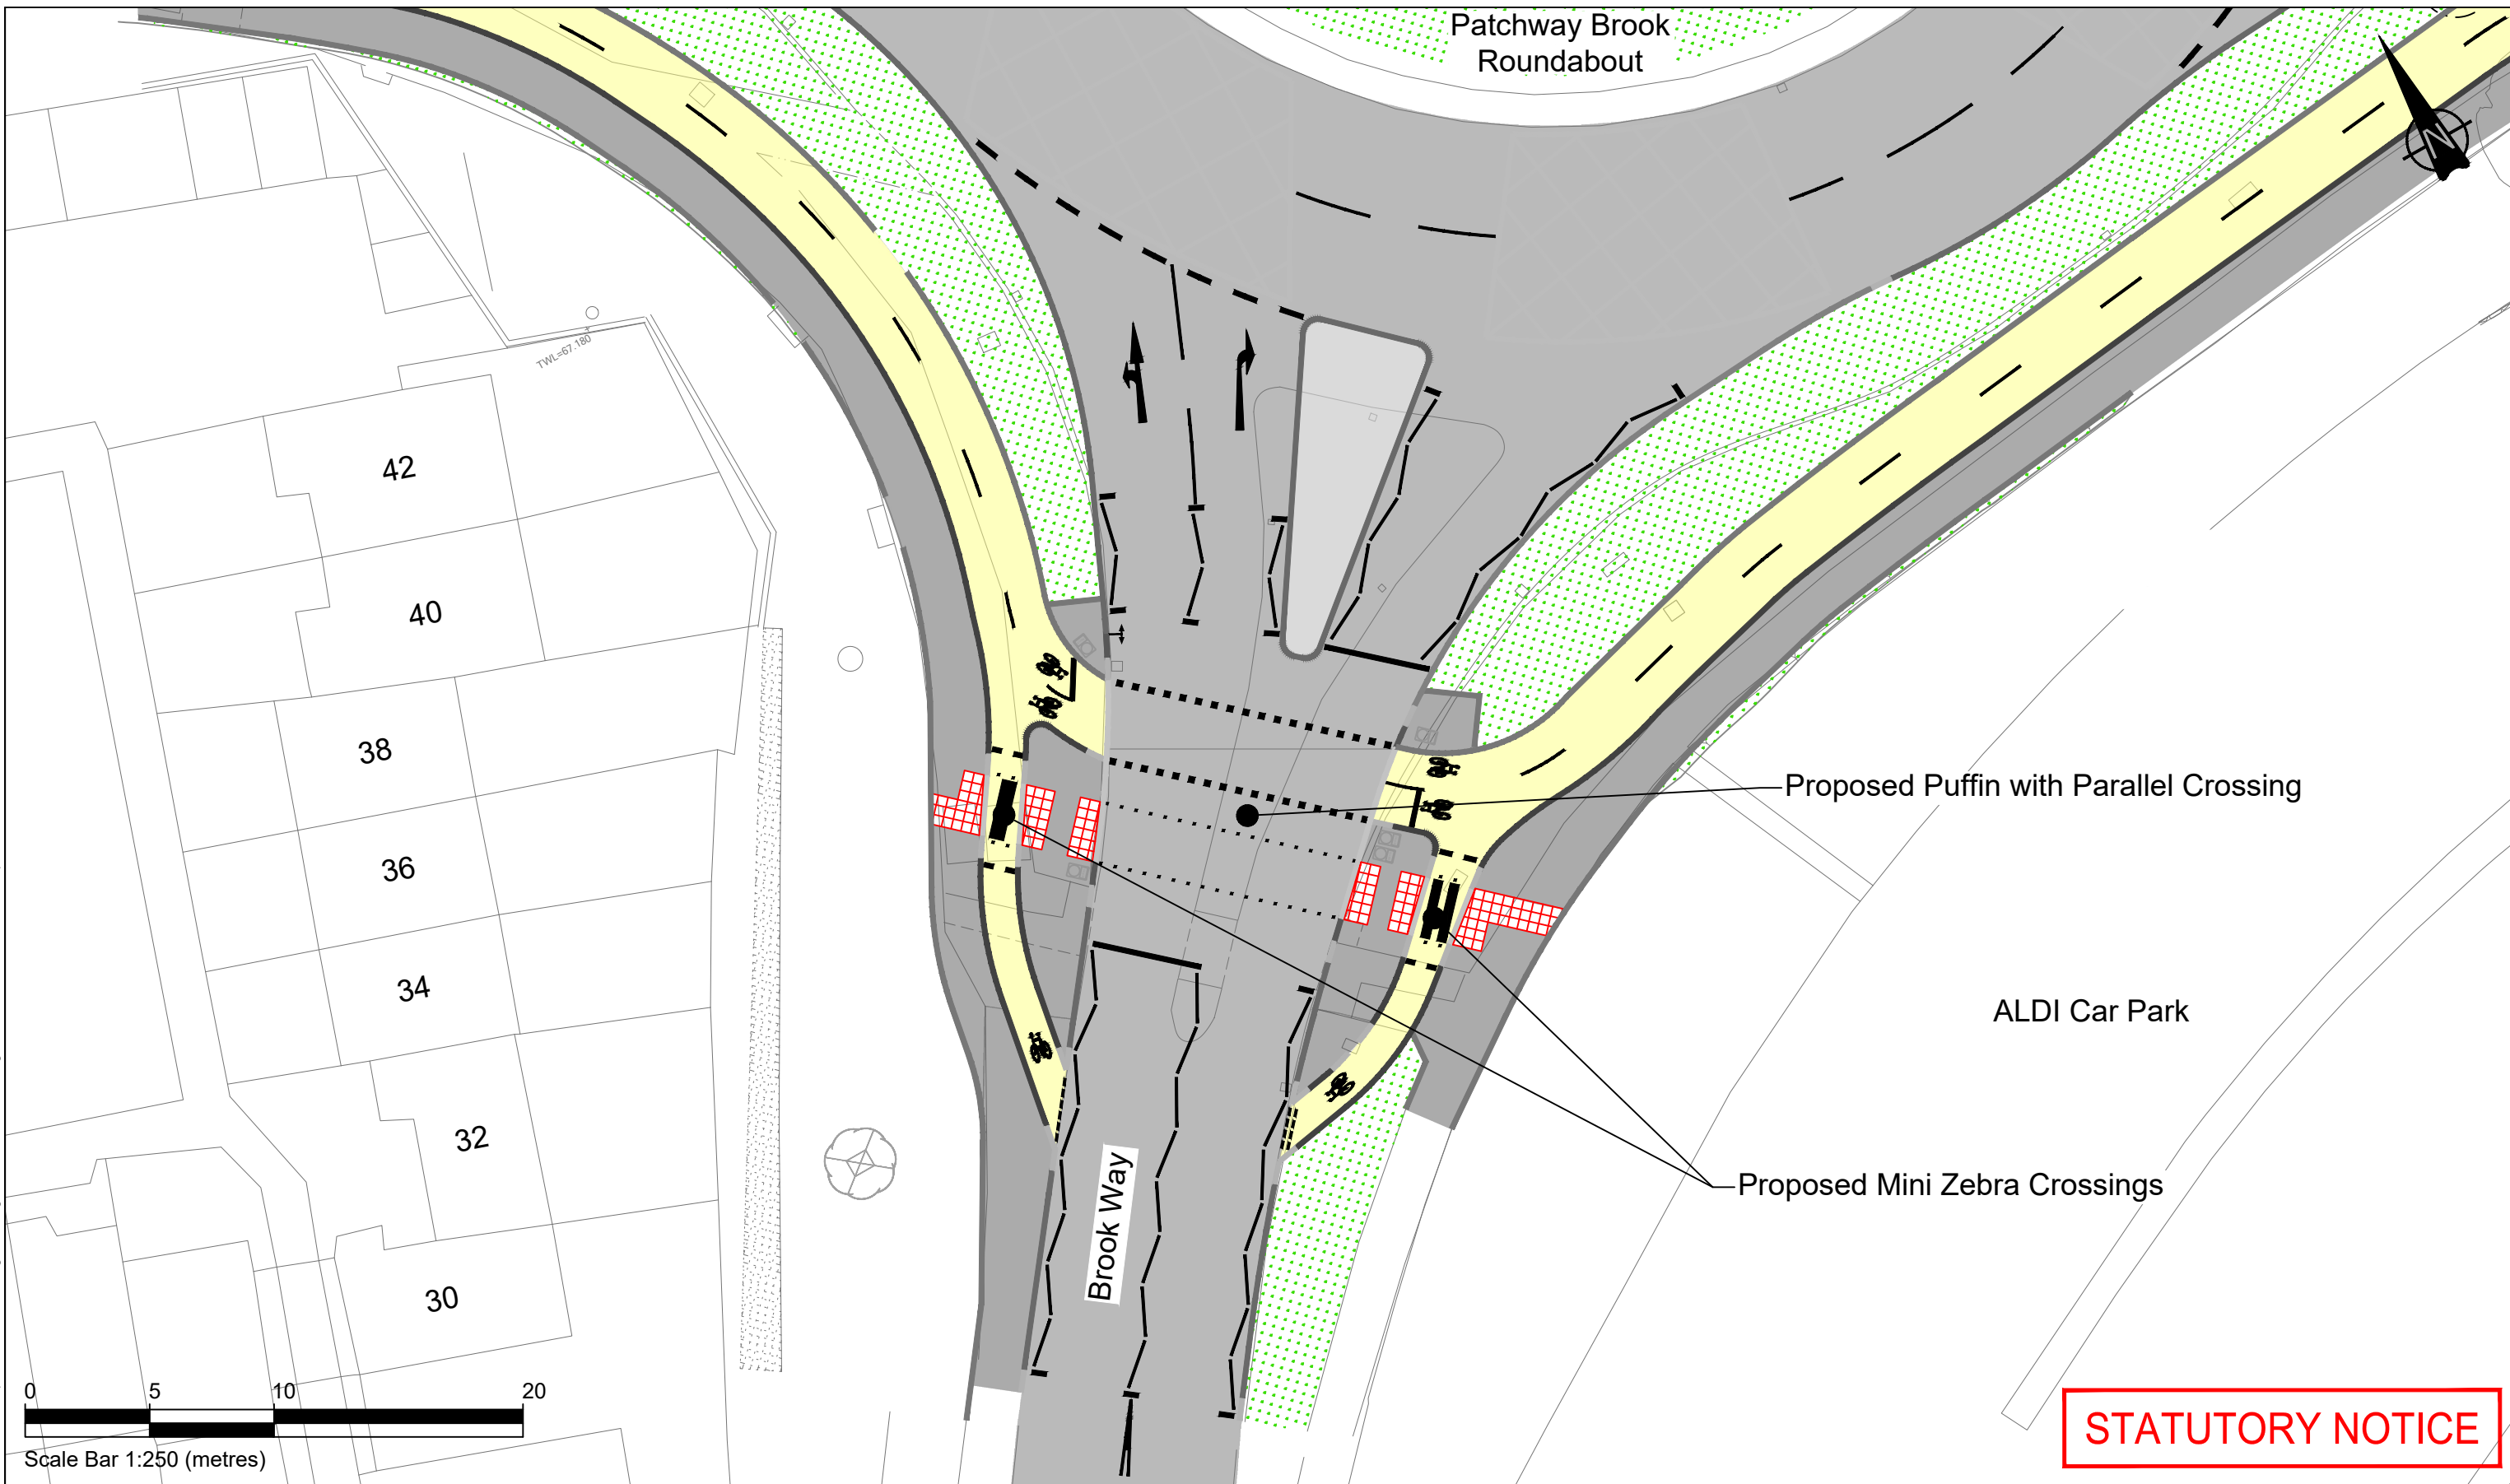 Patchway Brook
Roundabout
TWL=67.180
42
40
38
Proposed Puffin with Parallel Crossing
36
34
ALDI Car Park
32
Proposed Mini Zebra Crossings
Brook Way
30
0 5 10 20
Scale Bar 1:250 (metres)
STATUTORY NOTICE
N